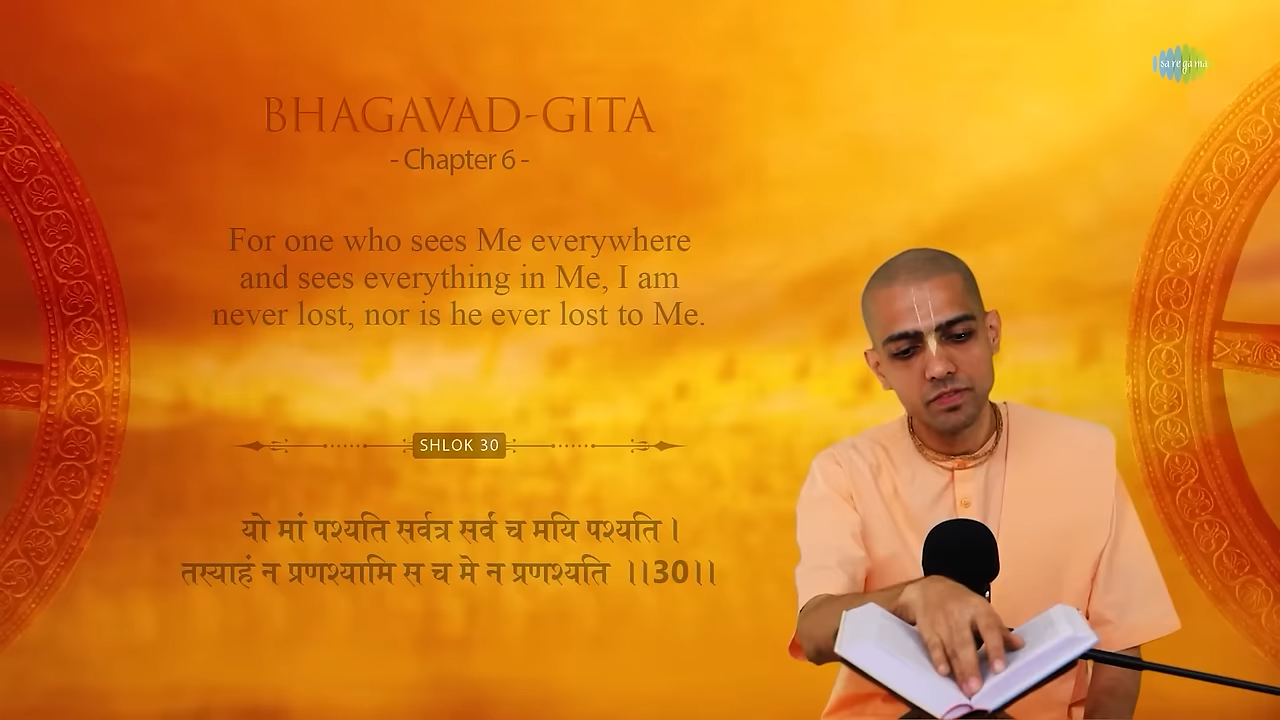 saregama
BHAGAVAD-GITA
- Chapter 6 -
For one who sees Me everywhere
and sees everything in Me, I am
never lost, nor is he ever lost to Me.
SHLOK 30
यो मां पश्यति सर्वत्र सर्वं च मयि पश्यति ।
तस्याहं न प्रणश्यामि स च मे न प्रणश्यति ।।30।।